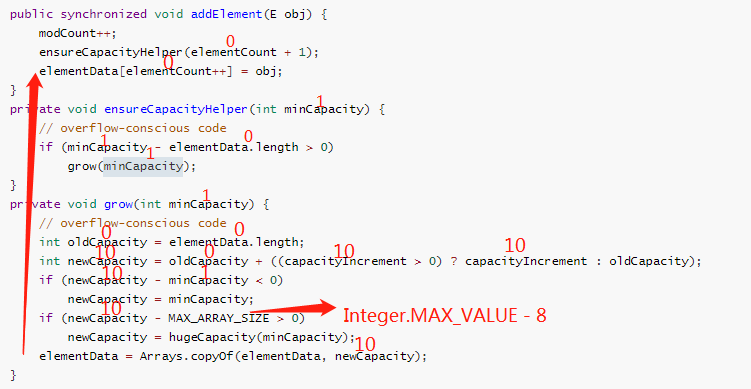 public synchronized void addElement(E obj) {
modCount++;
0
ensureCapacityHelper(elementCount + 1);
0
elementData[elementCount++] = obj;
}
1
private void ensureCapacityHelper(int minCapacity) {
// overflow-conscious code
1 0
if (minCapacity - elementData.length > 0)
1
grow(minCapacity);
}
1
private void grow(int minCapacity) {
// overflow-conscious code
0 0
int oldCapacity = elementData.length;
10 0 10 10
int newCapacity = oldCapacity + ((capacityIncrement > 0) ? capacityIncrement : oldCapacity);
10 1
if (newCapacity - minCapacity < 0)
newCapacity = minCapacity;
10
if (newCapacity - MAX_ARRAY_SIZE > 0) Integer.MAX_VALUE - 8
newCapacity = hugeCapacity(minCapacity);
10
elementData = Arrays.copyOf(elementData, newCapacity);
}